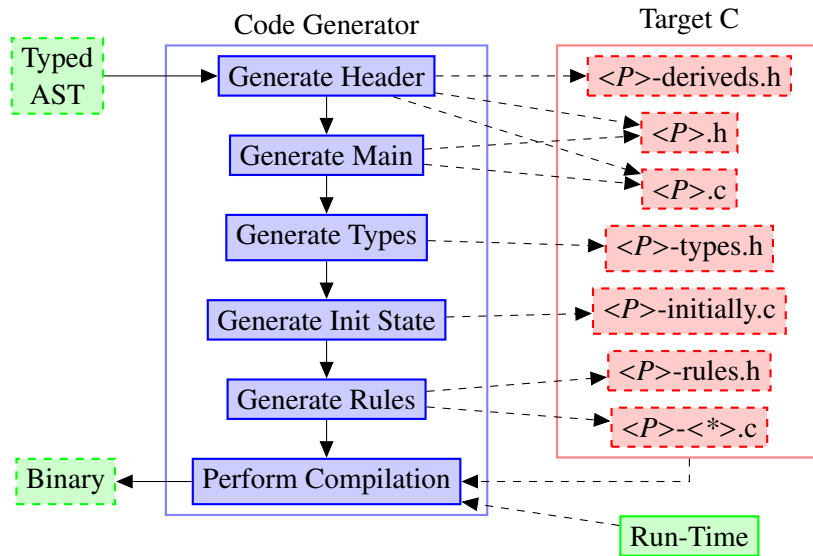 Code Generator
Target C
Typed
AST
Generate Header
<P>-deriveds.h
<P>.h
Generate Main
<P>.c
Generate Types
<P>-types.h
Generate Init State
<P>-initially.c
<P>-rules.h
Generate Rules
<P>-<*>.c
Binary
Perform Compilation
Run-Time